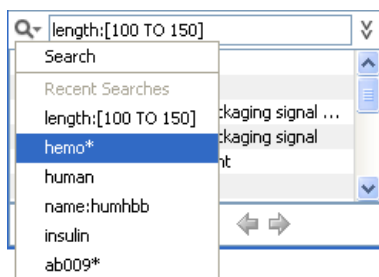 length:[100 TO 150]
Search
Recent Searches
length:[100 TO 150]
ckaging signal ...
hemo*
ckaging signal
human
nt
name:humhbb
insulin
ab009*